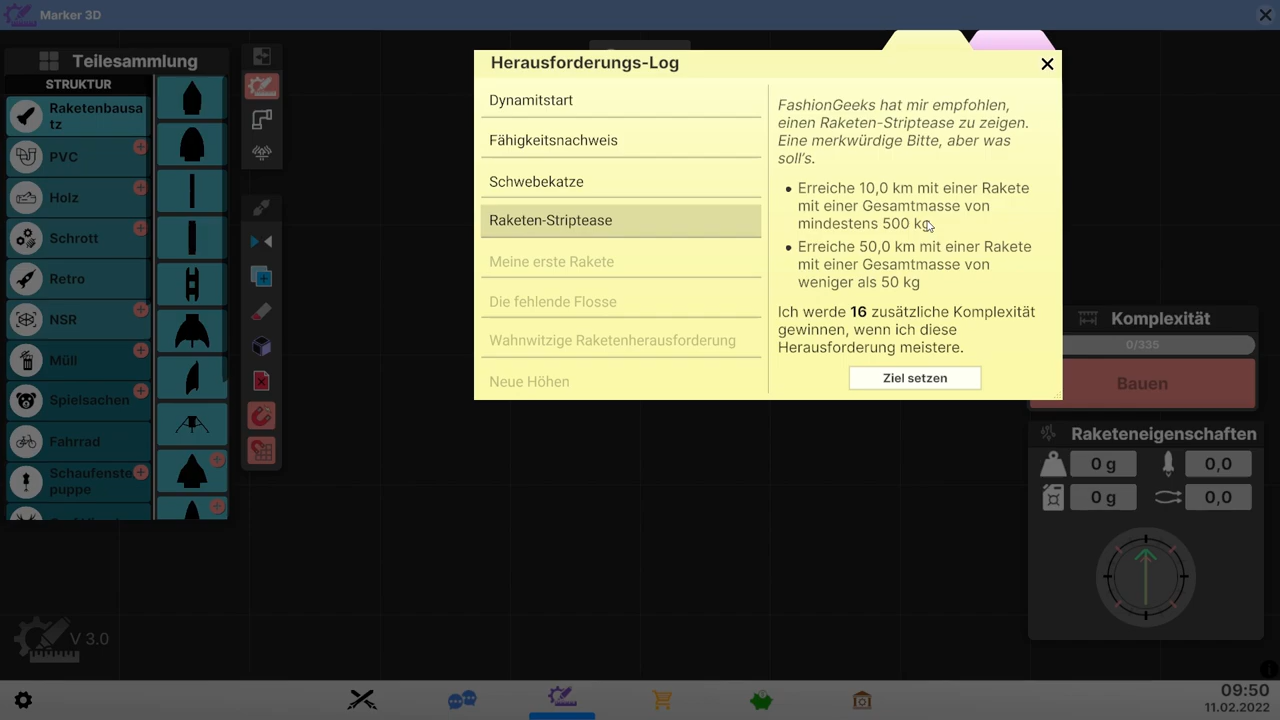 Marker 3D
Teilesammlung
STRUKTUR
Raketenbausa
tz
PVC
Holz
Schrott
Retro
NSR
Müll
Spielsachen
Fahrrad
Schaufenste
puppe
Herausforderungs-Log
Dynamitstart
Fähigkeitsnachweis
Schwebekatze
Raketen-Striptease
Meine erste Rakete
Die fehlende Flosse
Wahnwitzige Raketenherausforderung
Neue Höhen
FashionGeeks hat mir empfohlen,
einen Raketen-Striptease zu zeigen.
Eine merkwürdige Bitte, aber was
soll's.
• Erreiche 10,0 km mit einer Rakete
mit einer Gesamtmasse von
mindestens 500 kg
• Erreiche 50,0 km mit einer Rakete
mit einer Gesamtmasse von
weniger als 50 kg
Ich werde 16 zusätzliche Komplexität
gewinnen, wenn ich diese
Herausforderung meistere.
Ziel setzen
Komplexität
0/335
Bauen
Raketeneigenschaften
0 g
0,0
0 g
0,0
V 3.0
09:50
11.02.2022